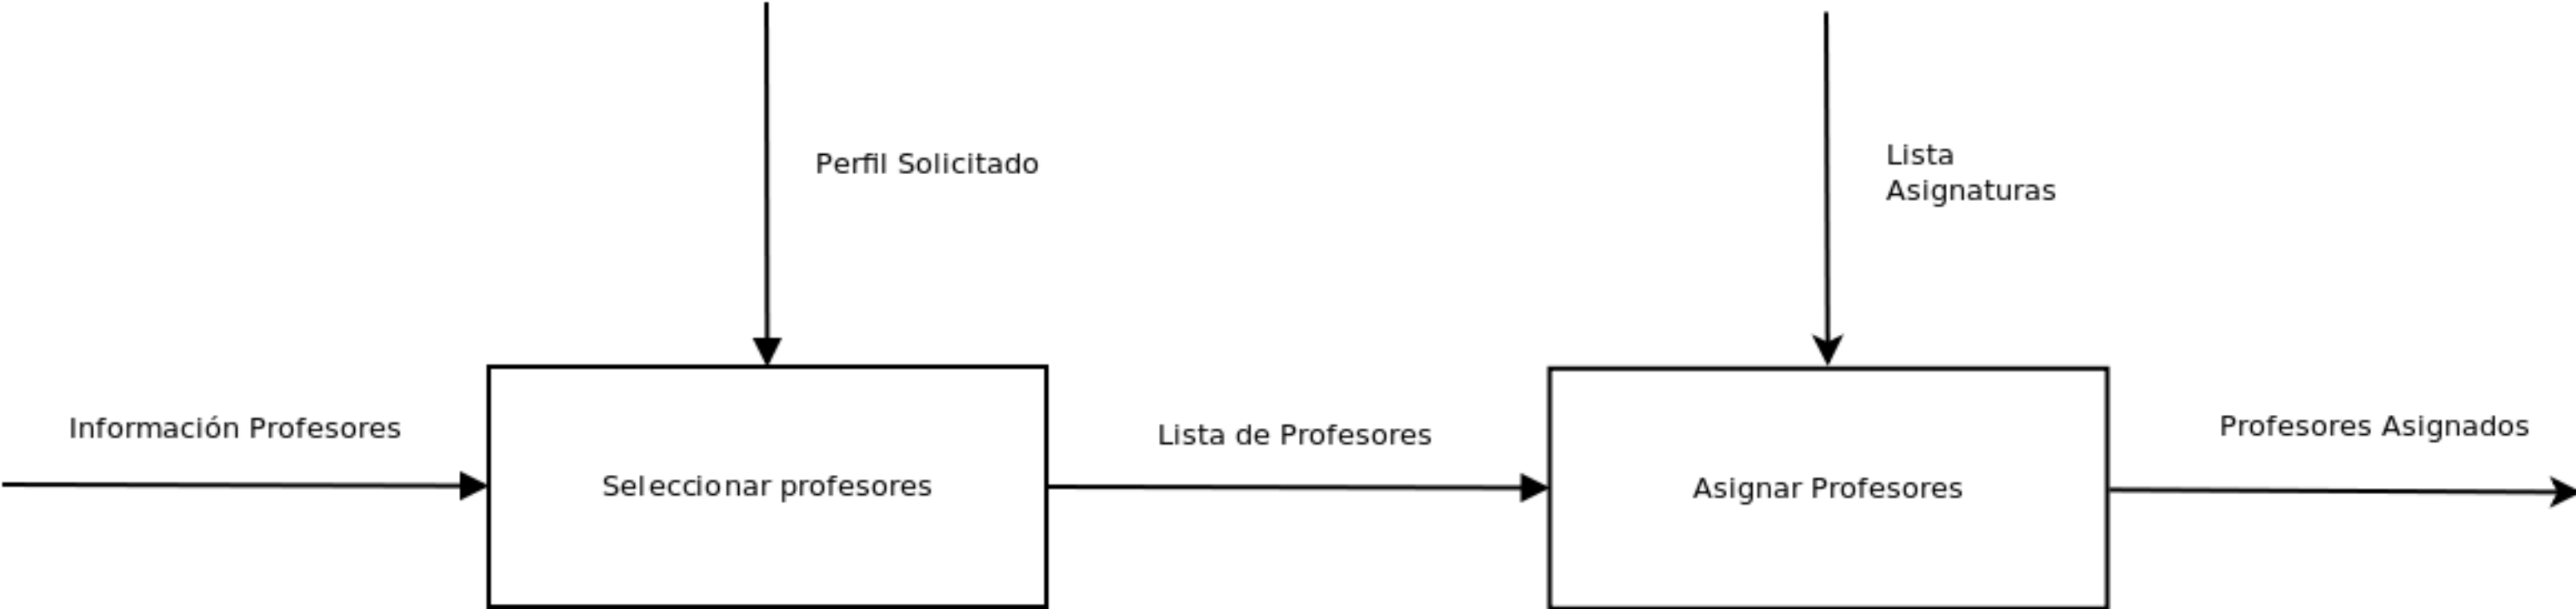 Perfil Solicitado
Lista
Asignaturas
Información Profesores
Lista de Profesores
Profesores Asignados
Seleccionar profesores
Asignar Profesores